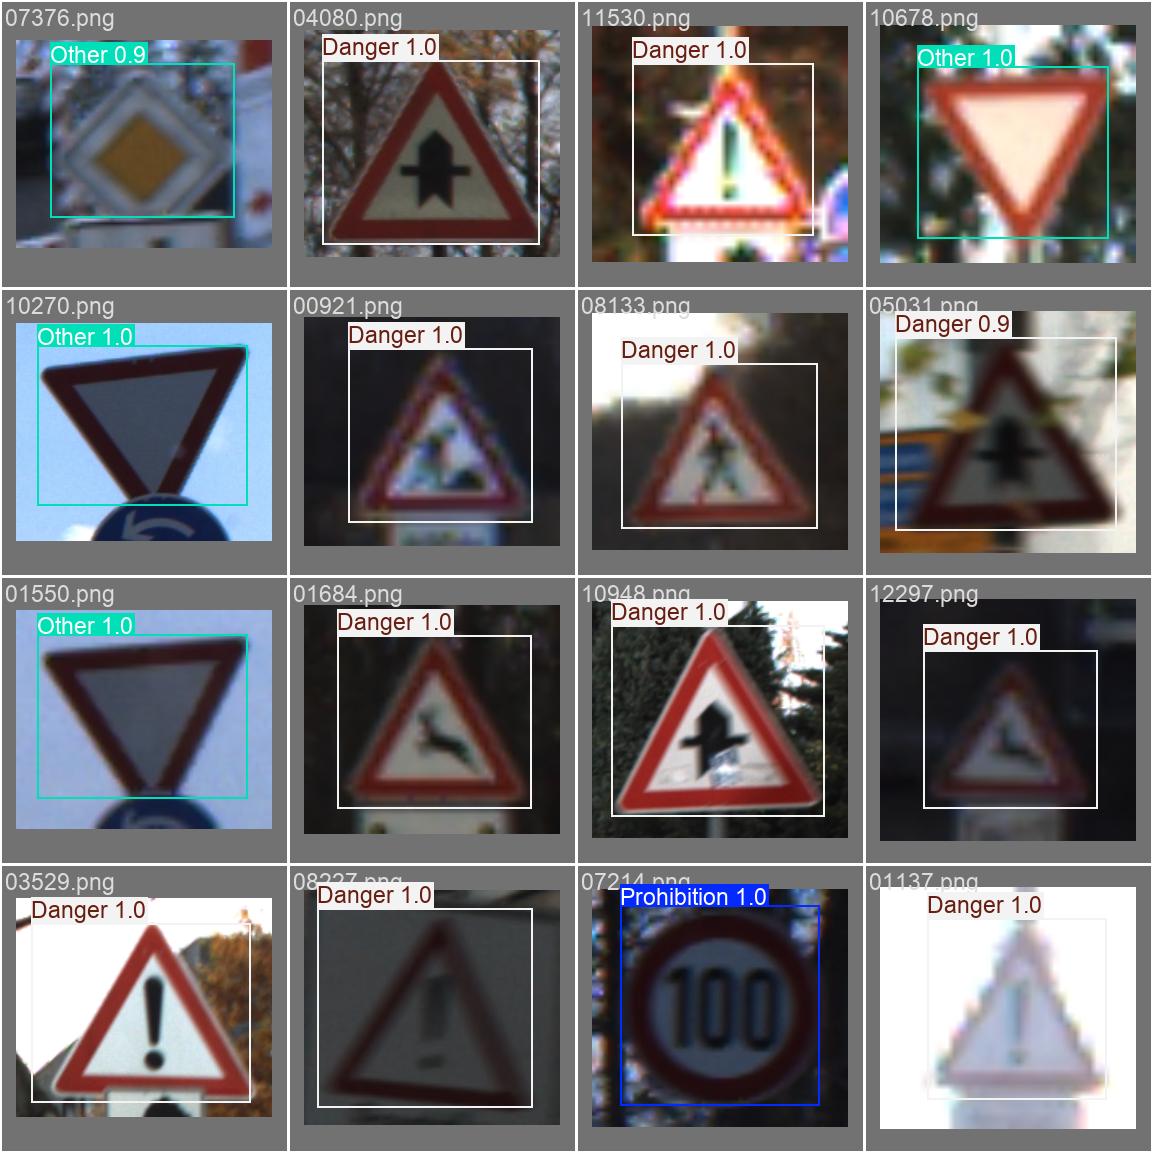 07376.png
Other 0.9
04080.png
Danger 1.0
11530.png
Danger 1.0
10678.png
Other 1.0
10270.png
Other 1.0
00921.png
Danger 1.0
08133.png
Danger 1.0
05031.png
Danger 0.9
01550.png
Other 1.0
01684.png
Danger 1.0
10948.png
Danger 1.0
12297.png
Danger 1.0
03529.png
Danger 1.0
08227.png
Danger 1.0
07214.png
Prohibition 1.0
100
01137.png
Danger 1.0